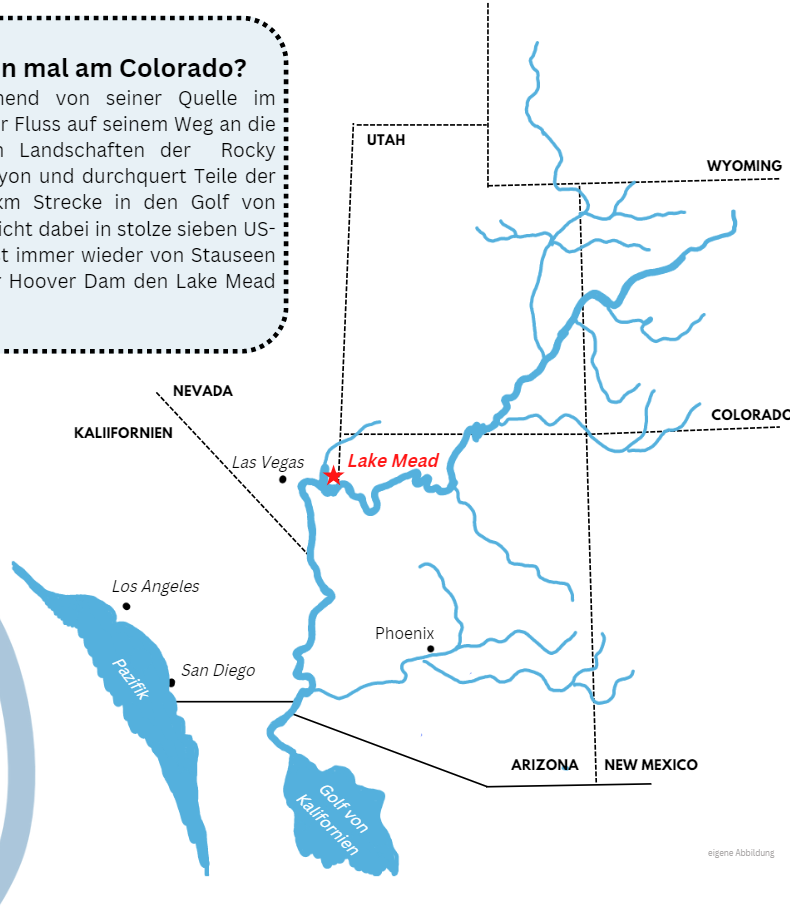 n mal am Colorado?
hend von seiner Quelle im
r Fluss auf seinem Weg an die
n Landschaften der Rocky
yon und durchquert Teile der
km Strecke in den Golf von
icht dabei in stolze sieben US-
t immer wieder von Stauseen
r Hoover Dam den Lake Mead
UTAH
WYOMING
NEVADA
KALIIFORNIEN
COLORADO
Las Vegas
Lake Mead
Los Angeles
Phoenix
San Diego
Pazifik
ARIZONA
NEW MEXICO
Golf von
Kalifornien
eigene Abbildung